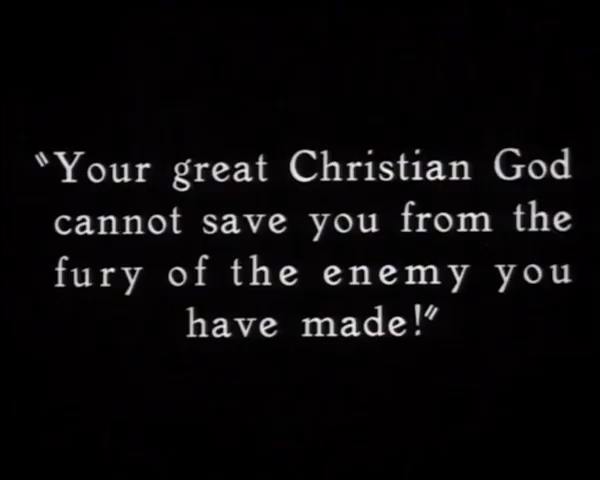 "Your great Christian God
cannot save you from the
fury of the enemy you
have made!"